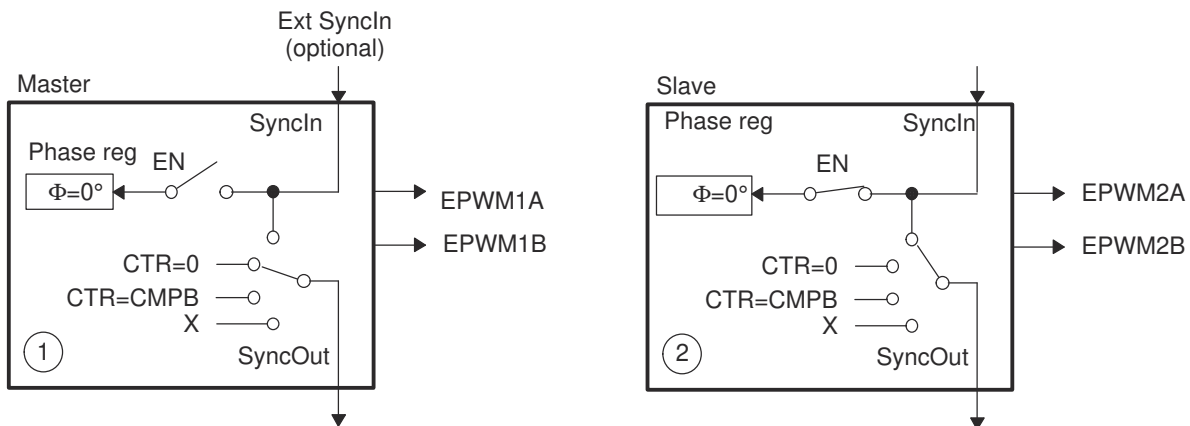 Ext SyncIn
(optional)
Master
SyncIn
Phase reg
EN
Φ=0°
EPWM1A
EPWM1B
CTR=0
CTR=CMPB
X
1
SyncOut
Slave
Phase reg
SyncIn
EN
Φ=0°
EPWM2A
EPWM2B
CTR=0
CTR=CMPB
X
2
SyncOut